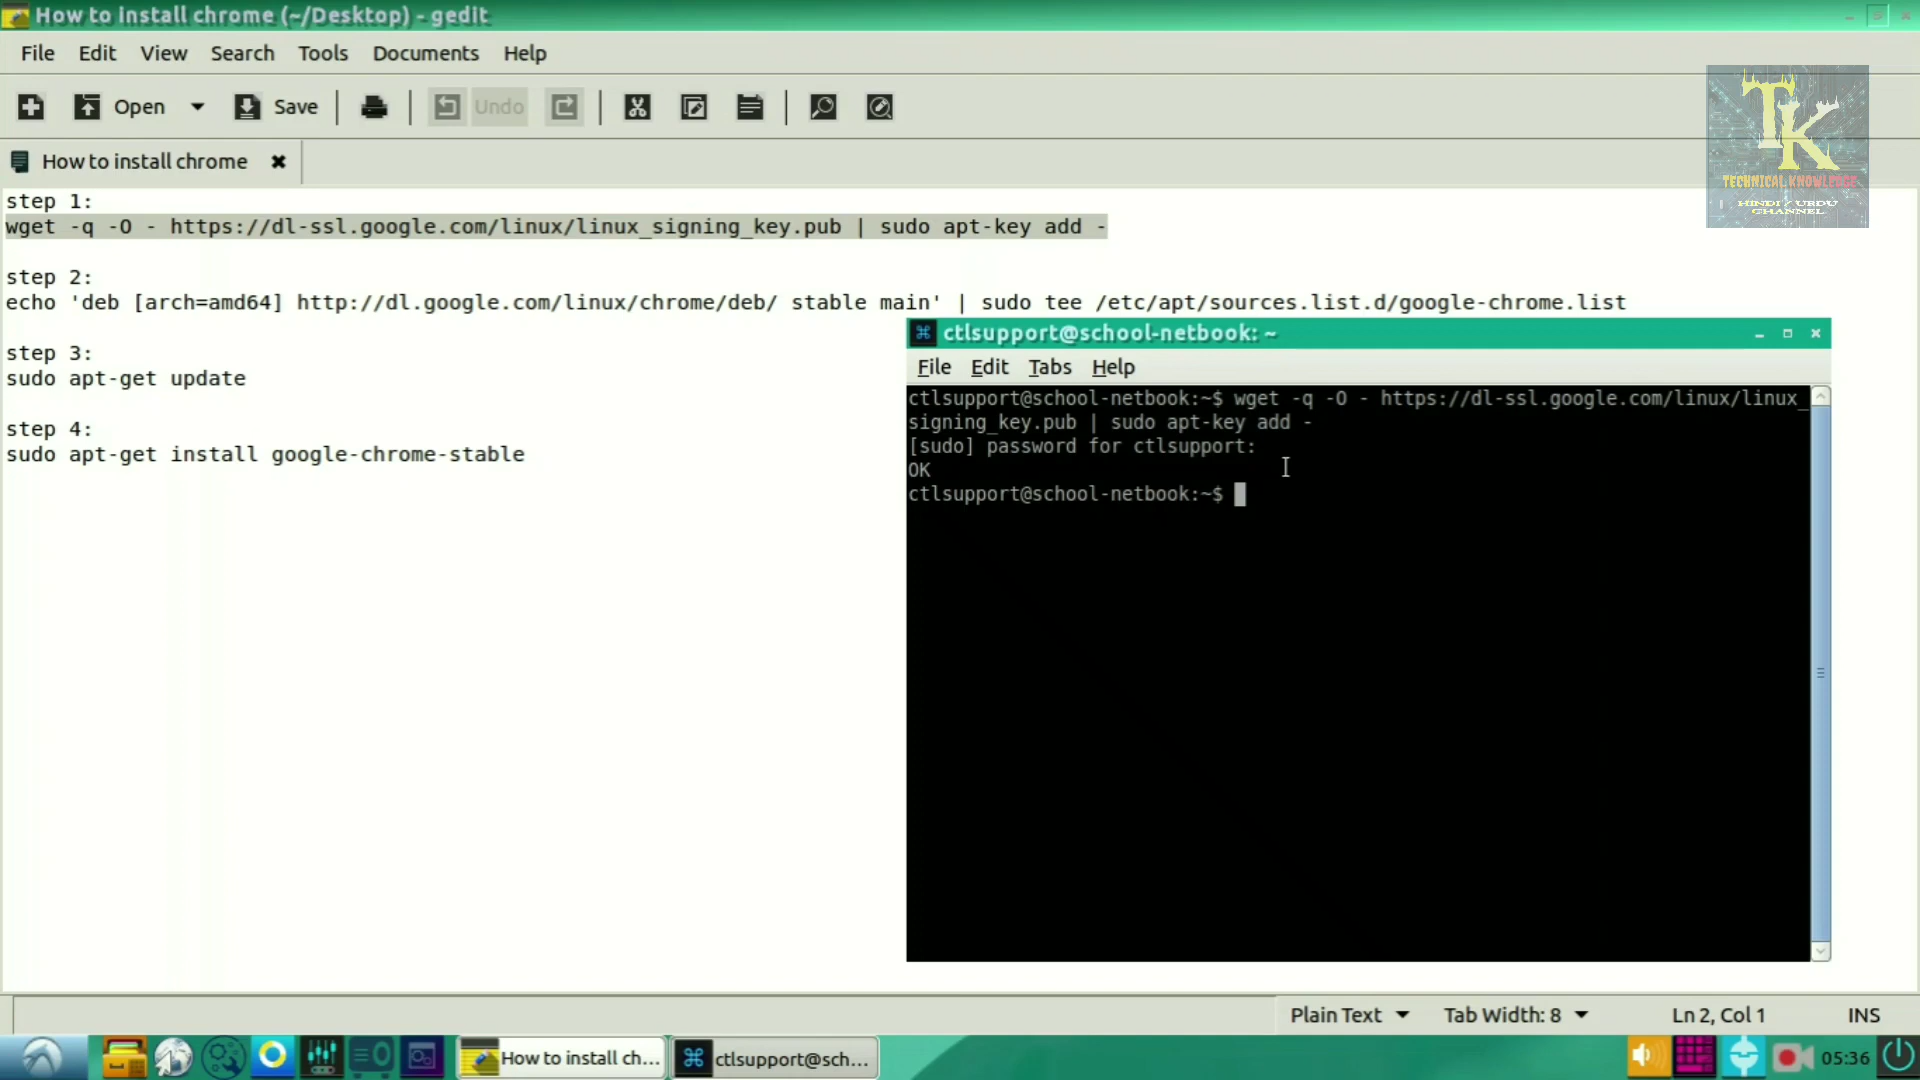 How to install chrome (~/Desktop) - gedit
File Edit View Search Tools Documents Help
Open Save Undo
How to install chrome
TK
TECHNICAL KNOWLEDGE
HINDI / URDU
CHANNEL
step 1:
wget -q -O - https://dl-ssl.google.com/linux/linux_signing_key.pub | sudo apt-key add -
step 2:
echo 'deb [arch=amd64] http://dl.google.com/linux/chrome/deb/ stable main' | sudo tee /etc/apt/sources.list.d/google-chrome.list
step 3:
sudo apt-get update
step 4:
sudo apt-get install google-chrome-stable
ctlsupport@school-netbook: ~
File Edit Tabs Help
ctlsupport@school-netbook:~$ wget -q -O - https://dl-ssl.google.com/linux/linux_
signing_key.pub | sudo apt-key add -
[sudo] password for ctlsupport:
OK
ctlsupport@school-netbook:~$
Plain Text Tab Width: 8 Ln 2, Col 1 INS
How to install ch... ctlsupport@sch... 05:36